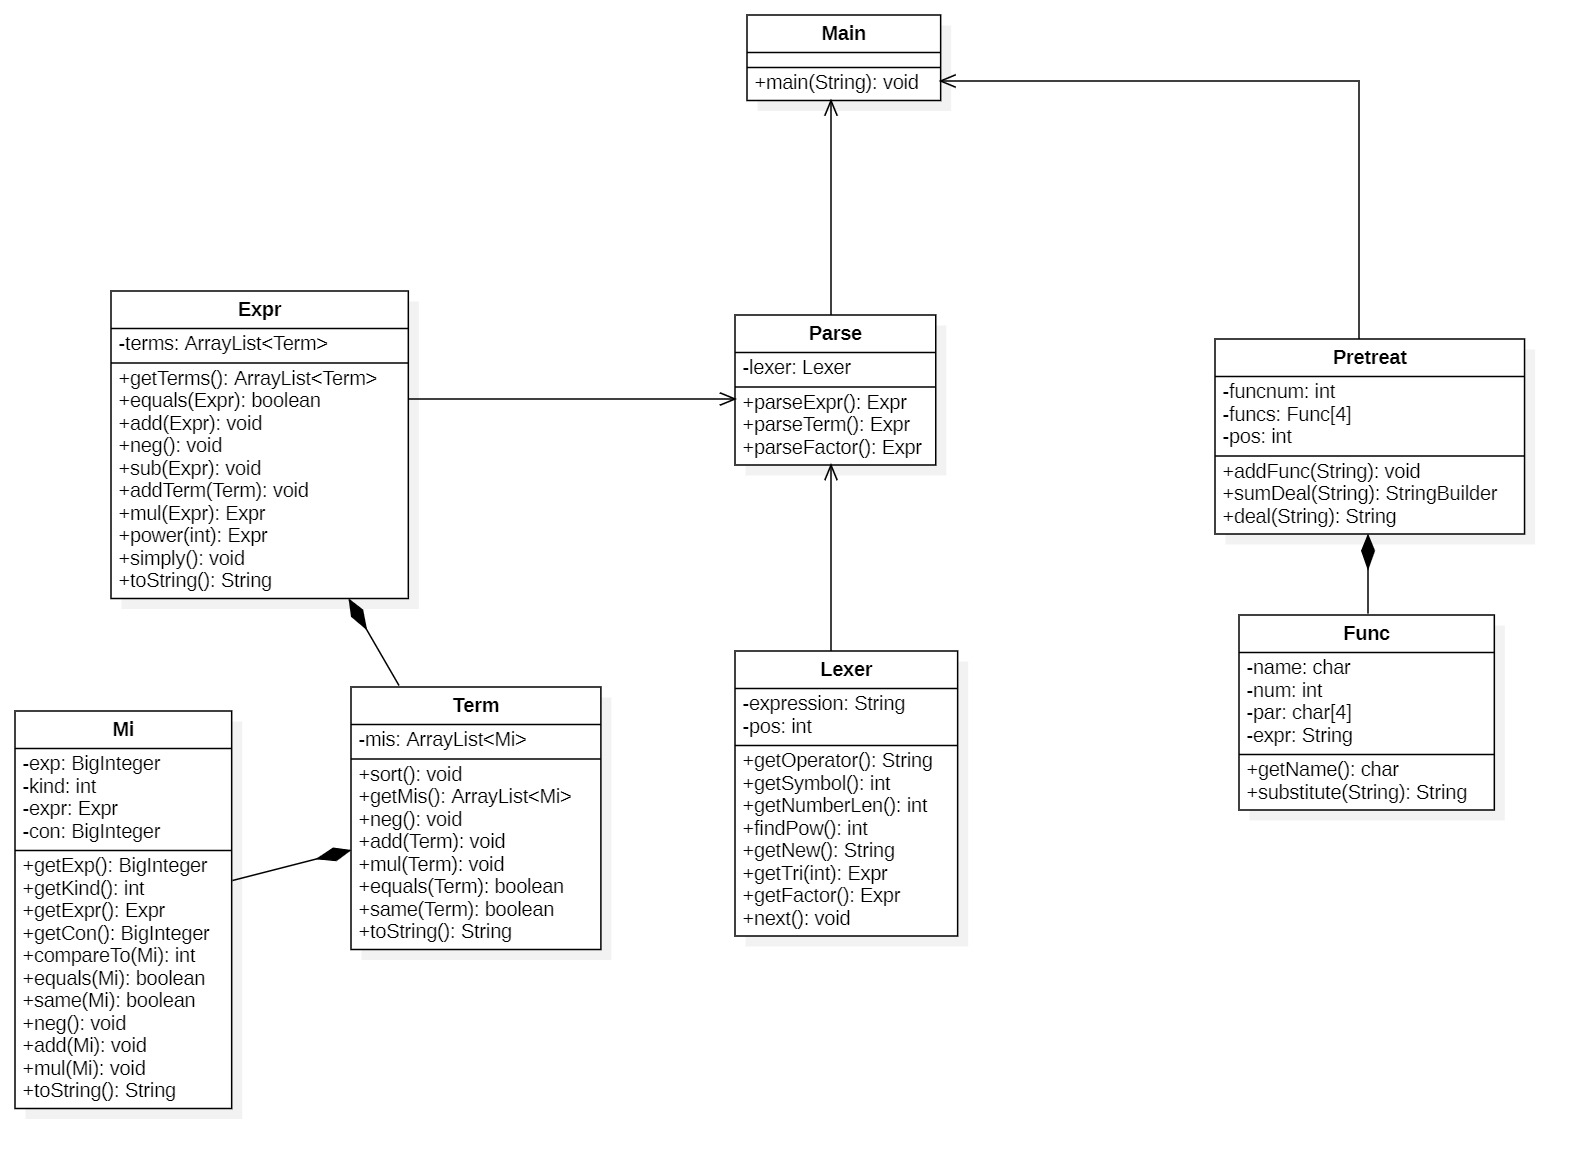 Main
+main(String): void
Expr
-terms: ArrayList<Term>
+getTerms(): ArrayList<Term>
+equals(Expr): boolean
+add(Expr): void
+neg(): void
+sub(Expr): void
+addTerm(Term): void
+mul(Expr): Expr
+power(int): Expr
+simply(): void
+toString(): String
Parse
-lexer: Lexer
+parseExpr(): Expr
+parseTerm(): Expr
+parseFactor(): Expr
Pretreat
-funcnum: int
-funcs: Func[4]
-pos: int
+addFunc(String): void
+sumDeal(String): StringBuilder
+deal(String): String
Func
-name: char
-num: int
-par: char[4]
-expr: String
+getName(): char
+substitute(String): String
Lexer
-expression: String
-pos: int
+getOperator(): String
+getSymbol(): int
+getNumberLen(): int
+findPow(): int
+getNew(): String
+getTri(int): Expr
+getFactor(): Expr
+next(): void
Term
-mis: ArrayList<Mi>
+sort(): void
+getMis(): ArrayList<Mi>
+neg(): void
+add(Term): void
+mul(Term): void
+equals(Term): boolean
+same(Term): boolean
+toString(): String
Mi
-exp: BigInteger
-kind: int
-expr: Expr
-con: BigInteger
+getExp(): BigInteger
+getKind(): int
+getExpr(): Expr
+getCon(): BigInteger
+compareTo(Mi): int
+equals(Mi): boolean
+same(Mi): boolean
+neg(): void
+add(Mi): void
+mul(Mi): void
+toString(): String